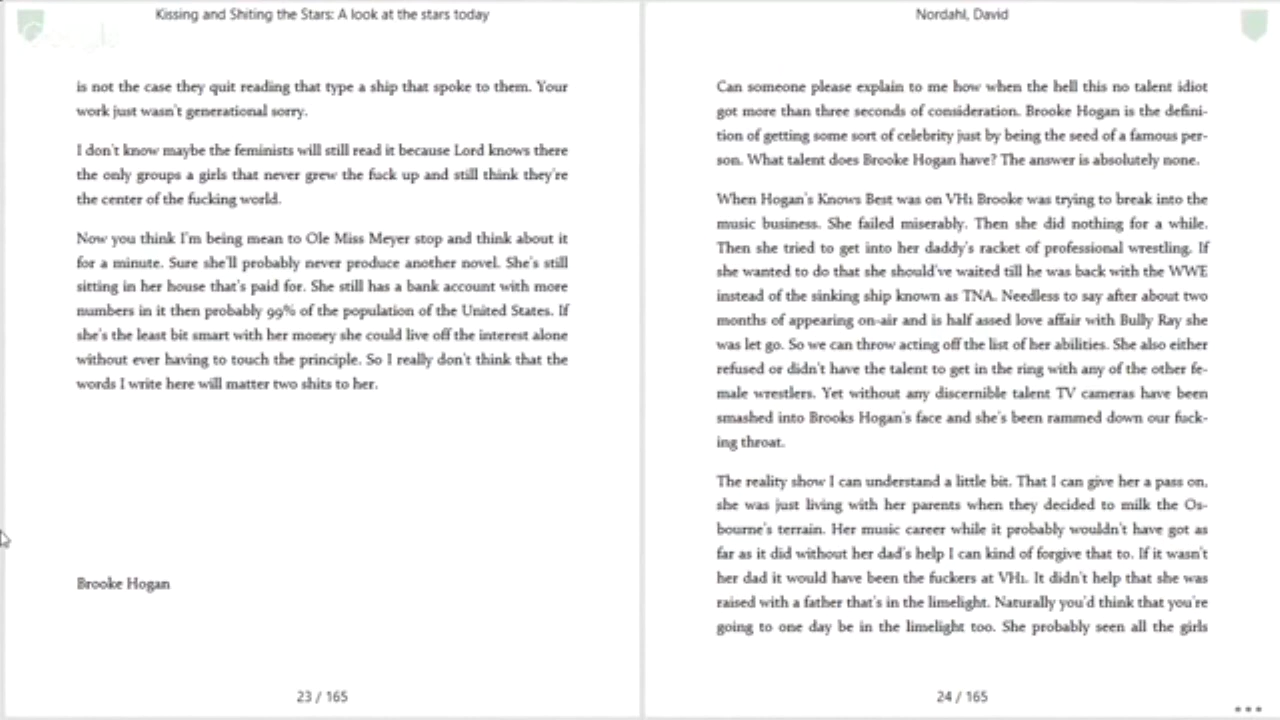 Kissing and Shiting the Stars: A look at the stars today
is not the case they quit reading that type a ship that spoke to them. Your
work just wasn't generational sorry.
I don't know maybe the feminists will still read it because Lord knows there
the only groups a girls that never grew the fuck up and still think they're
the center of the fucking world.
Now you think I'm being mean to Ole Miss Meyer stop and think about it
for a minute. Sure she'll probably never produce another novel. She's still
sitting in her house that's paid for. She still has a bank account with more
numbers in it then probably 99% of the population of the United States. If
she's the least bit smart with her money she could live off the interest alone
without ever having to touch the principle. So I really don't think that the
words I write here will matter two shits to her.
Brooke Hogan
23 / 165
Nordahl, David
Can someone please explain to me how when the hell this no talent idiot
got more than three seconds of consideration. Brooke Hogan is the defini-
tion of getting some sort of celebrity just by being the seed of a famous per-
son. What talent does Brooke Hogan have? The answer is absolutely none.
When Hogan's Knows Best was on VH1 Brooke was trying to break into the
music business. She failed miserably. Then she did nothing for a while.
Then she tried to get into her daddy's racket of professional wrestling. If
she wanted to do that she should've waited till he was back with the WWE
instead of the sinking ship known as TNA. Needless to say after about two
months of appearing on-air and is half assed love affair with Bully Ray she
was let go. So we can throw acting off the list of her abilities. She also either
refused or didn't have the talent to get in the ring with any of the other fe-
male wrestlers. Yet without any discernible talent TV cameras have been
smashed into Brooks Hogan's face and she's been rammed down our fuck-
ing throat.
The reality show I can understand a little bit. That I can give her a pass on,
she was just living with her parents when they decided to milk the Os-
bourne's terrain. Her music career while it probably wouldn't have got as
far as it did without her dad's help I can kind of forgive that to. If it wasn't
her dad it would have been the fuckers at VH1. It didn't help that she was
raised with a father that's in the limelight. Naturally you'd think that you're
going to one day be in the limelight too. She probably seen all the girls
24 / 165